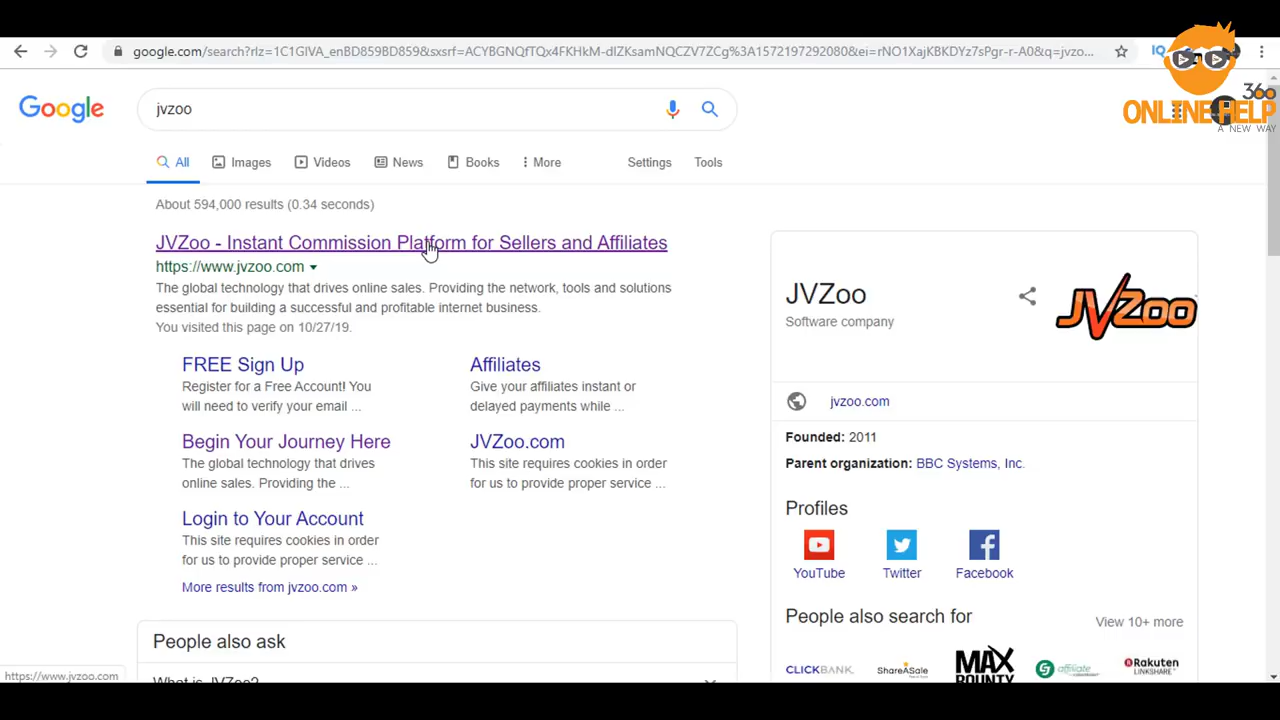 google.com/search?rlz=1C1GIVA_enBD859BD859&sxsrf=ACYBGNQfTQx4FKHkM-dIZKsamNQCZV7ZCg%3A1572197292080&ei=rNO1XajKBKDYz7sPgr-r-A0&q=jvzo...
360
ONLINE HELP
A NEW WAY
Google
jvzoo
All
Images
Videos
News
Books
More
Settings
Tools
About 594,000 results (0.34 seconds)
JVZoo - Instant Commission Platform for Sellers and Affiliates
https://www.jvzoo.com
The global technology that drives online sales. Providing the network, tools and solutions
essential for building a successful and profitable internet business.
You visited this page on 10/27/19.
FREE Sign Up
Register for a Free Account! You
will need to verify your email ...
Affiliates
Give your affiliates instant or
delayed payments while ...
Begin Your Journey Here
The global technology that drives
online sales. Providing the ...
JVZoo.com
This site requires cookies in order
for us to provide proper service ...
Login to Your Account
This site requires cookies in order
for us to provide proper service ...
More results from jvzoo.com »
People also ask
What is JVZoo?
JVZoo
Software company
JVZoo
jvzoo.com
Founded: 2011
Parent organization: BBC Systems, Inc.
Profiles
YouTube
Twitter
Facebook
People also search for
View 10+ more
CLICKBANK
ShareASale
MAX
BOUNTY
affiliate
Rakuten
LINKSHARE
https://www.jvzoo.com